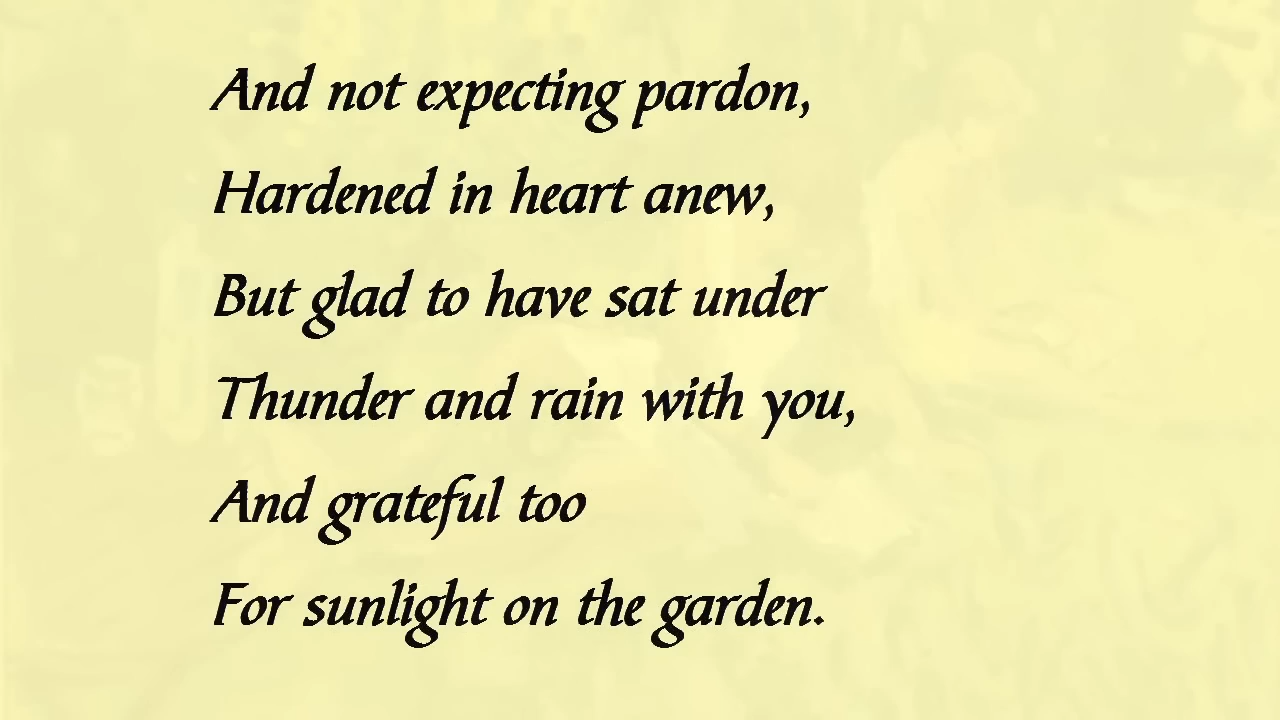 And not expecting pardon,
Hardened in heart anew,
But glad to have sat under
Thunder and rain with you,
And grateful too
For sunlight on the garden.